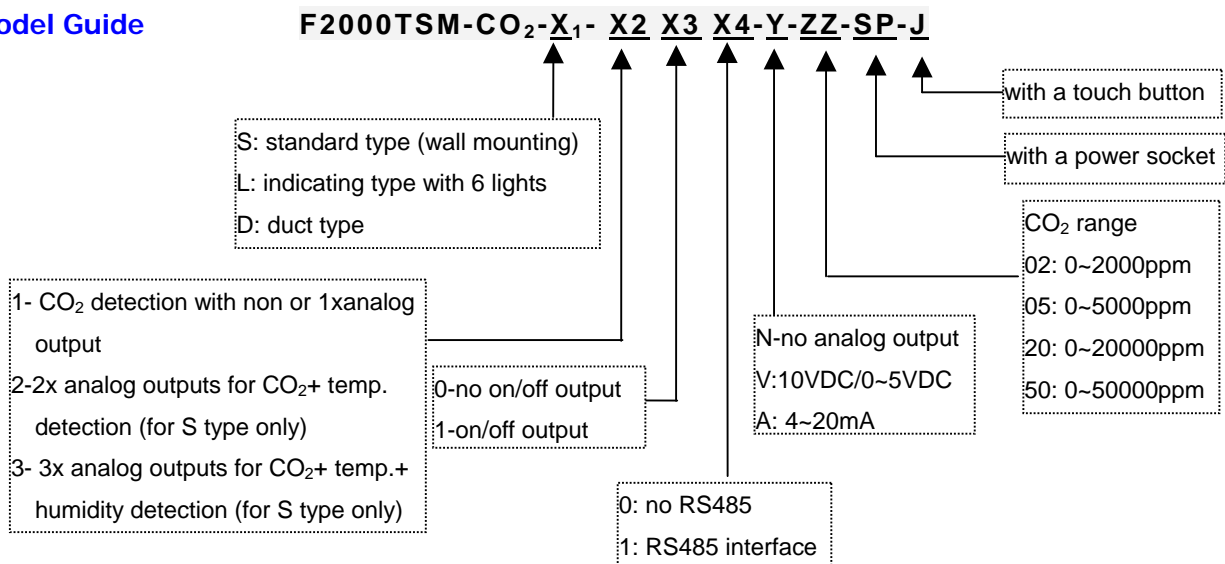 odel Guide
F2000TSM-CO₂-X₁- X2 X3 X4-Y-ZZ-SP-J
with a touch button
with a power socket
S: standard type (wall mounting)
L: indicating type with 6 lights
D: duct type
CO₂ range
02: 0~2000ppm
05: 0~5000ppm
20: 0~20000ppm
50: 0~50000ppm
1- CO₂ detection with non or 1xanalog
output
2-2x analog outputs for CO₂+ temp.
detection (for S type only)
3- 3x analog outputs for CO₂+ temp.+
humidity detection (for S type only)
0-no on/off output
1-on/off output
N-no analog output
V:10VDC/0~5VDC
A: 4~20mA
0: no RS485
1: RS485 interface